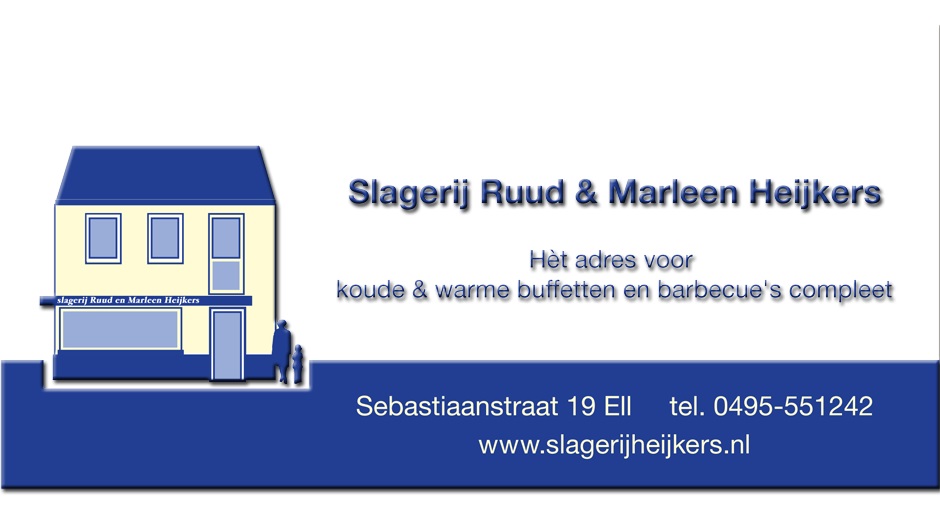 Slagerij Ruud & Marleen Heijkers
Hèt adres voor
koude & warme buffetten en barbecue's compleet
slagerij Ruud en Marleen Heijkers
Sebastiaanstraat 19 Ell tel. 0495-551242
www.slagerijheijkers.nl